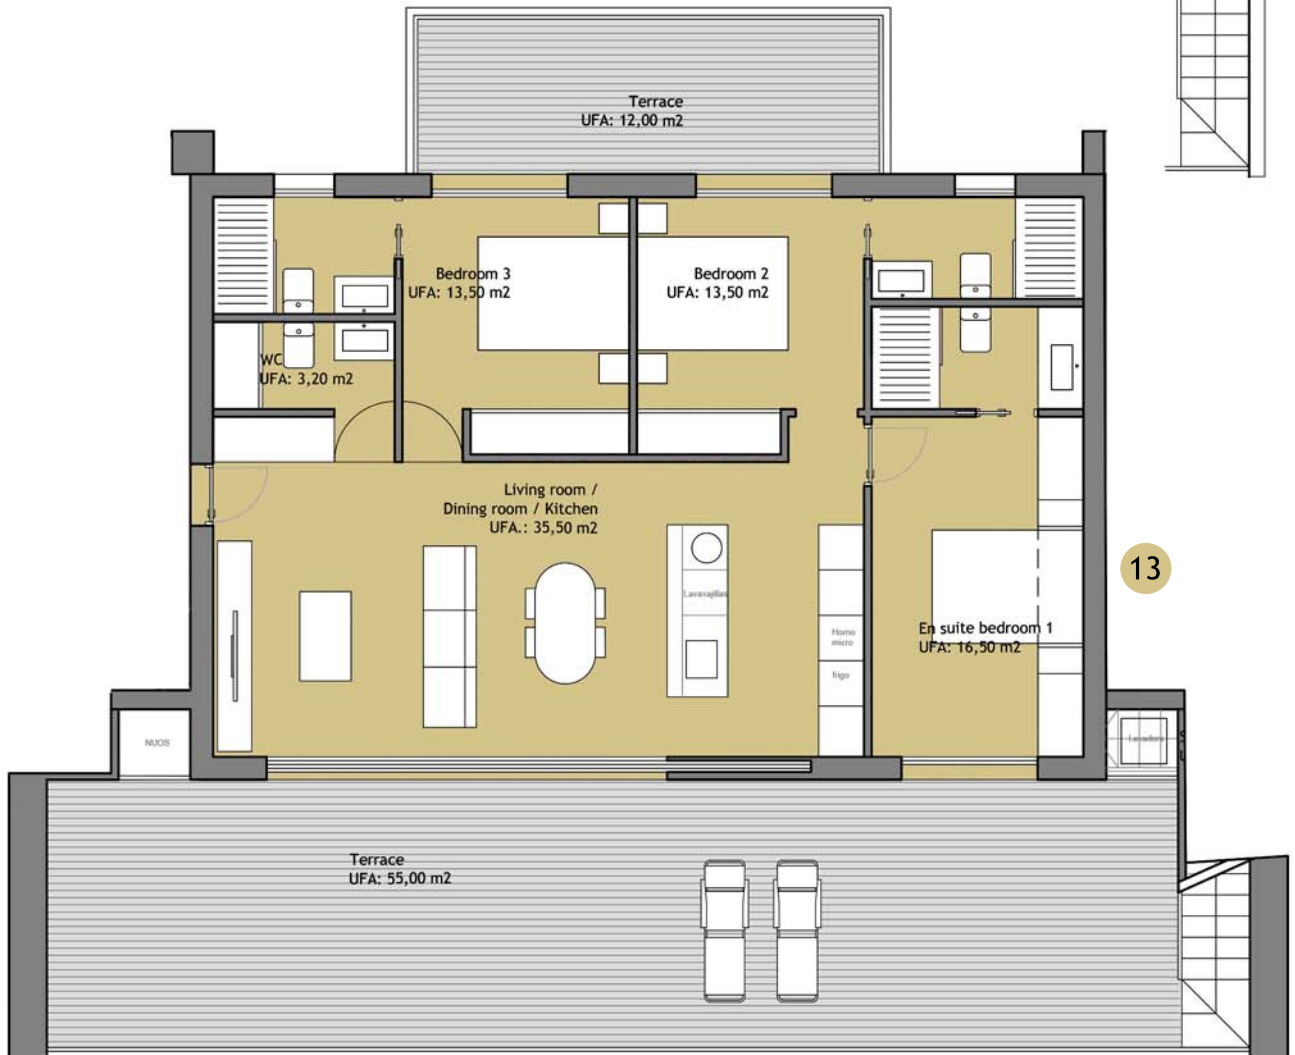 Terrace
UFA: 12,00 m2
Bedroom 3
UFA: 13,50 m2
Bedroom 2
UFA: 13,50 m2
WC
UFA: 3,20 m2
Living room /
Dining room / Kitchen
UFA.: 35,50 m2
13
Lavavajillas
En suite bedroom 1
UFA: 16,50 m2
Horno
micro
frigo
NUOS
Lavadora
Terrace
UFA: 55,00 m2